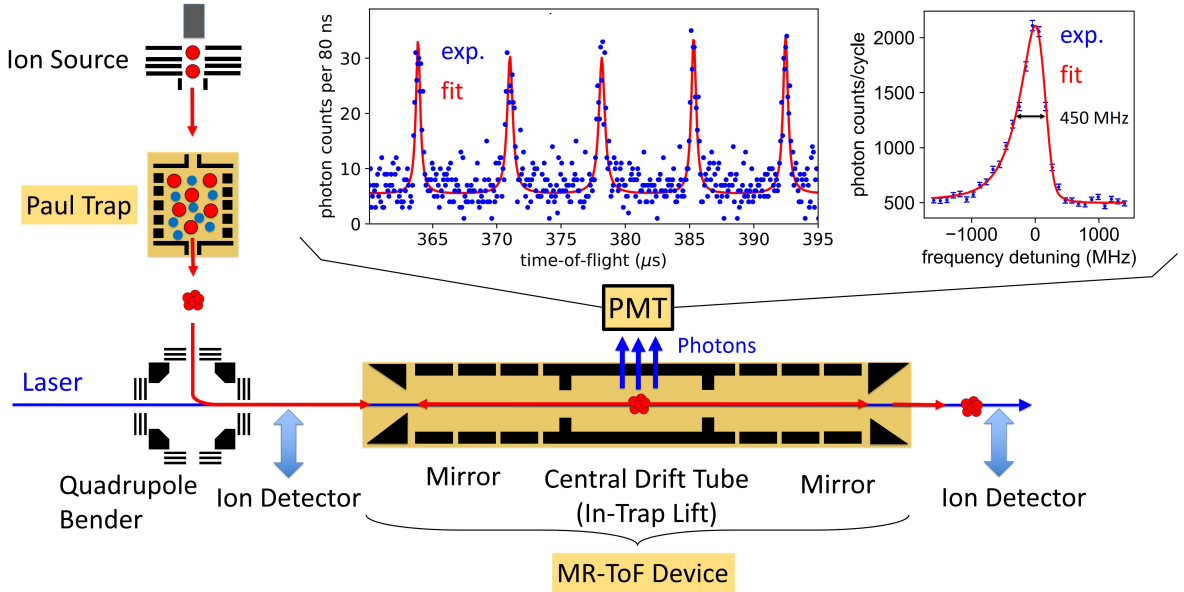 Ion Source
Paul Trap
photon counts per 80 ns
30
20
10
0
exp.
fit
365
370
375
380
385
390
395
time-of-flight (μs)
photon counts/cycle
2000
1500
1000
500
exp.
fit
450 MHz
-1000
0
1000
frequency detuning (MHz)
PMT
Photons
Laser
Quadrupole
Bender
Ion Detector
Mirror
Central Drift Tube
(In-Trap Lift)
Mirror
Ion Detector
MR-ToF Device